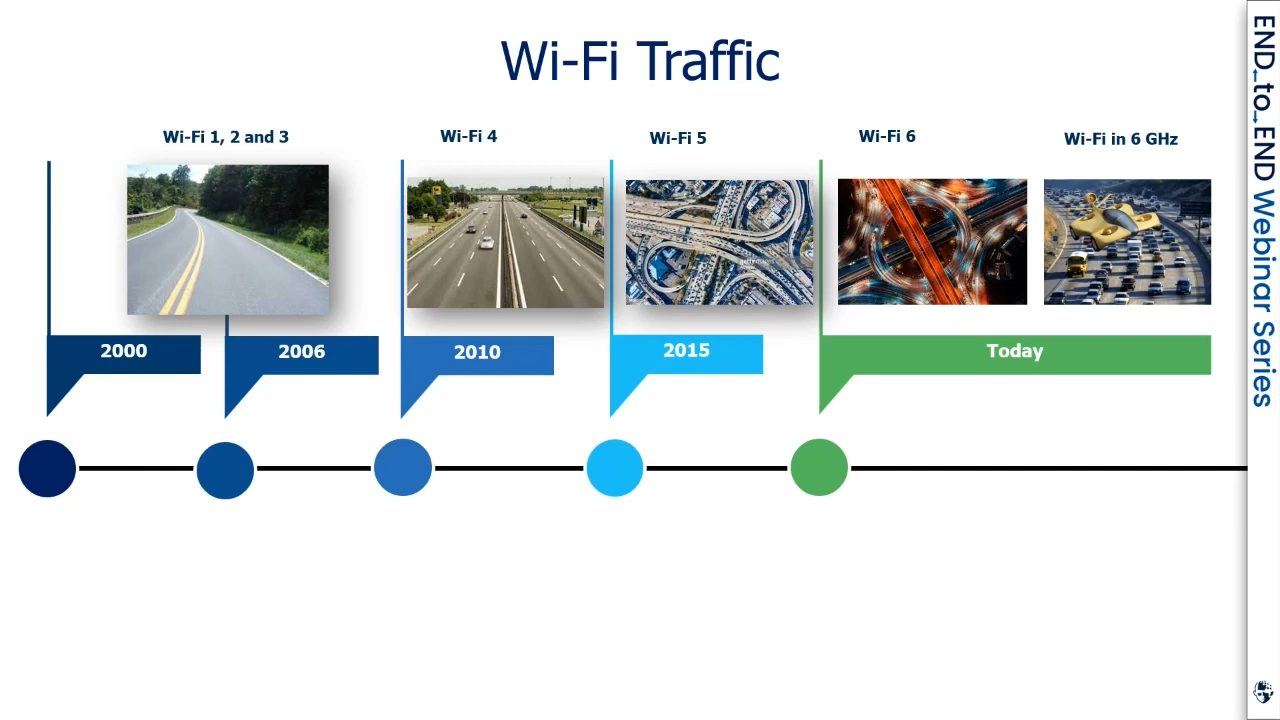 Wi-Fi Traffic
Wi-Fi 1, 2 and 3
Wi-Fi 4
Wi-Fi 5
Wi-Fi 6
Wi-Fi in 6 GHz
2000
2006
2010
2015
Today
END to END Webinar Series